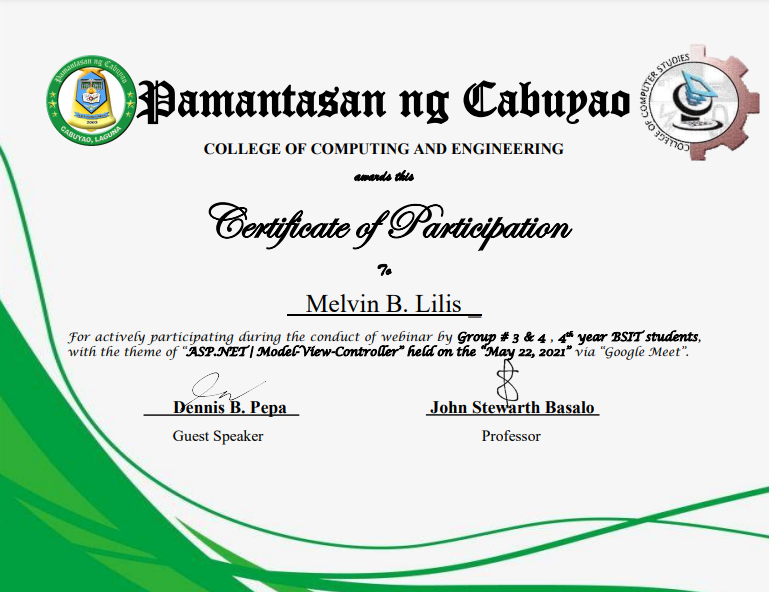 Pamantasan ng Cabuyao
CABUYAO, LAGUNA
2003
Pamantasan ng Cabuyao
COLLEGE OF COMPUTER STUDIES
COLLEGE OF COMPUTING AND ENGINEERING
awards this
Certificate of Participation
To
Melvin B. Lilis _
For actively participating during the conduct of webinar by Group # 3 & 4 , 4th year BSIT students,
with the theme of “ASP.NET | Model-View-Controller” held on the “May 22, 2021” via “Google Meet”.
Dennis B. Pepa
John Stewarth Basalo
Guest Speaker
Professor